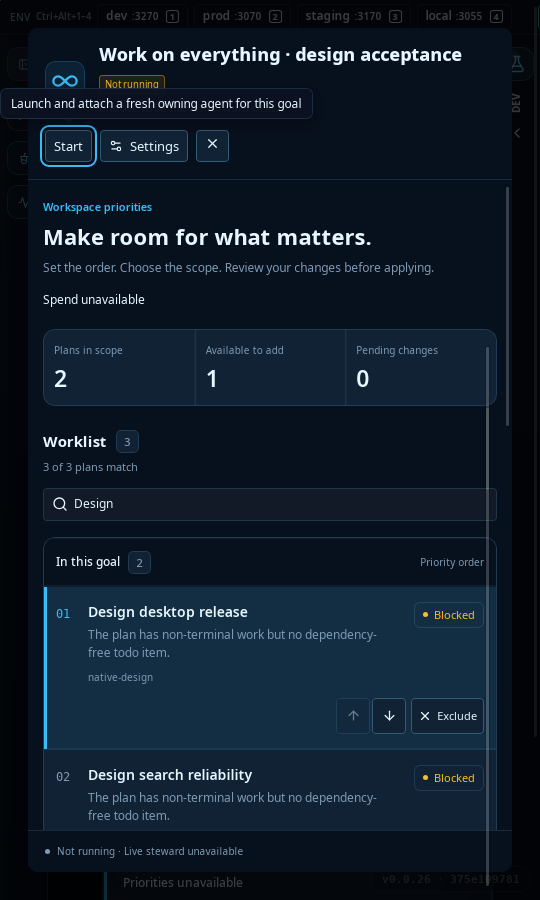 ENV Ctrl+Alt+1-4 dev :3270 1 prod :3070 2 staging :3170 3 local :3055 4
Work on everything · design acceptance
Not running
Launch and attach a fresh owning agent for this goal
DEV
Start Settings
Workspace priorities
Make room for what matters.
Set the order. Choose the scope. Review your changes before applying.
Spend unavailable
Plans in scope Available to add Pending changes
2 1 0
Worklist 3
3 of 3 plans match
Design
In this goal 2 Priority order
01 Design desktop release Blocked
The plan has non-terminal work but no dependency-
free todo item.
native-design
Exclude
02 Design search reliability Blocked
The plan has non-terminal work but no dependency-
free todo item.
Not running · Live steward unavailable
Priorities unavailable v0.0.26 · 375e109781